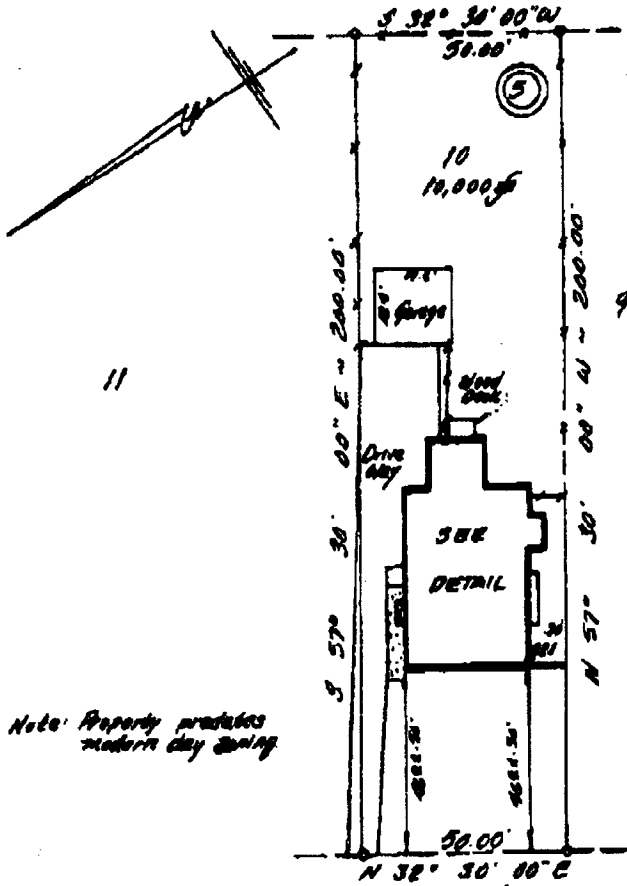 S 32° 30' 00" W
50.00'
5
10
10,000
Garage
11
9
Wood
Deck
Drive
Way
SEE
DETAIL
S 57° 30' 00" E ~ 200.00'
N 57° 30' 00" W ~ 200.00'
Note: Property predates
modern day zoning.
50.00'
N 32° 30' 00" E